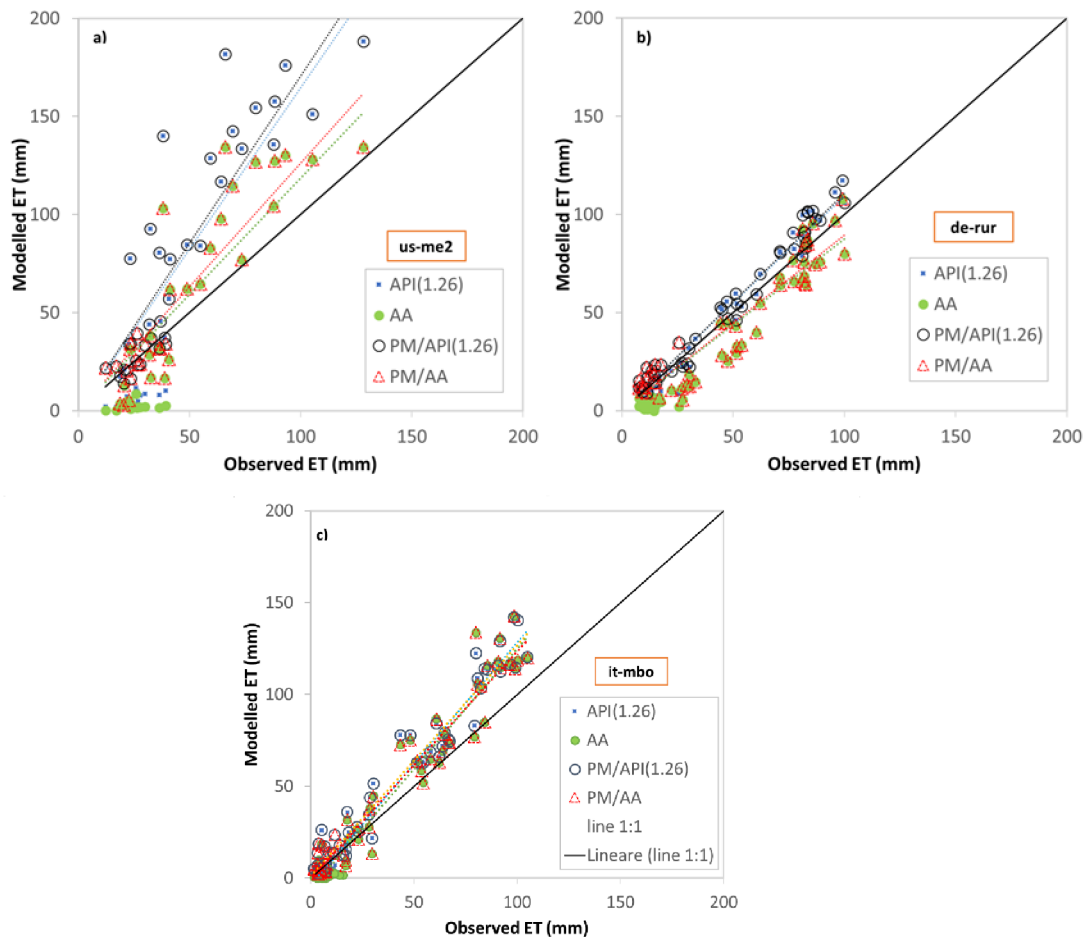 a)
200
150
100
50
0
0 50 100 150 200
Modelled ET (mm)
Observed ET (mm)
us-me2
API(1.26)
AA
PM/API(1.26)
PM/AA
b)
200
150
100
50
0
0 50 100 150 200
Modelled ET (mm)
Observed ET (mm)
de-rur
API(1.26)
AA
PM/API(1.26)
PM/AA
c)
200
150
100
50
0
0 50 100 150 200
Modelled ET (mm)
Observed ET (mm)
it-mbo
API(1.26)
AA
PM/API(1.26)
PM/AA
line 1:1
Lineare (line 1:1)